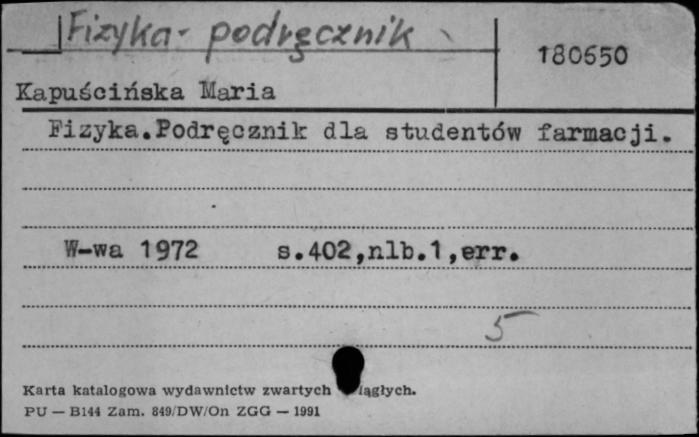 Fizyka - podręcznik
180650
Kapuścińska Maria
Fizyka.Podręcznik dla studentów farmacji.
W-wa 1972 s.402,nlb.1,err.
5
Karta katalogowa wydawnictw zwartych iągłych.
PU — B144 Zam. 849/DW/On ZGG — 1991